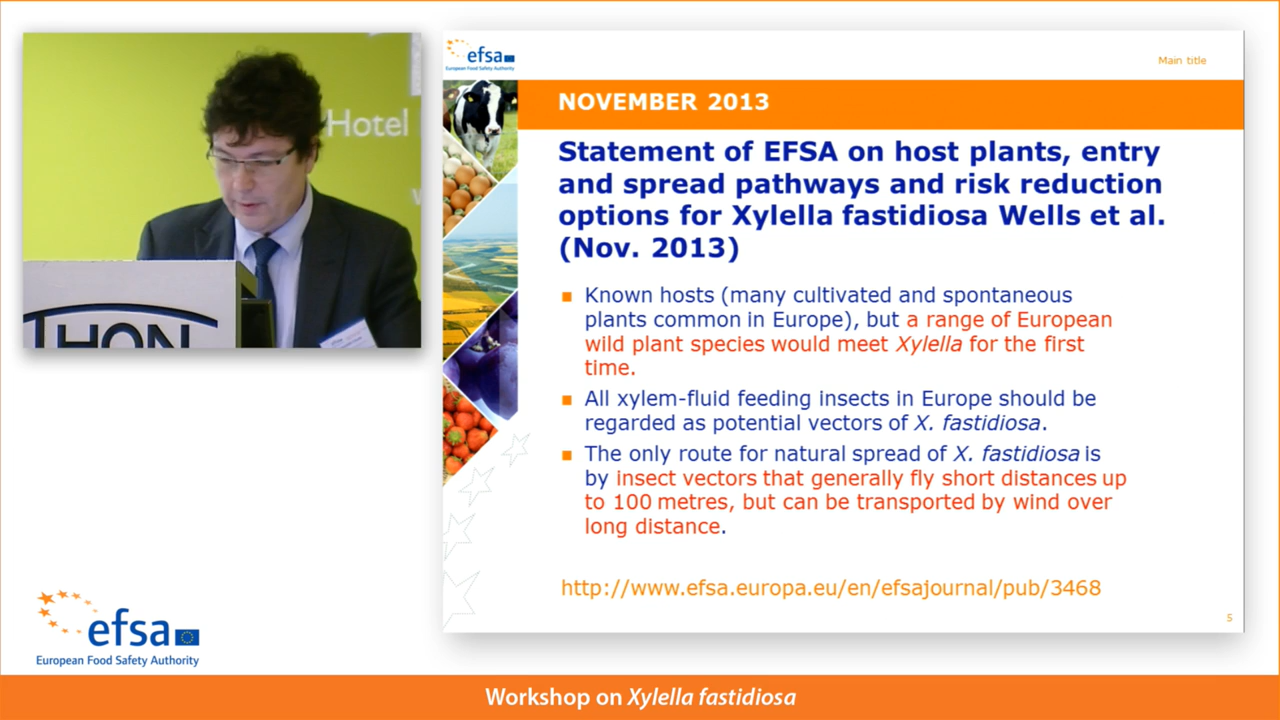 Hotel
THON
efsa
European Food Safety Authority
Main title
NOVEMBER 2013
Statement of EFSA on host plants, entry
and spread pathways and risk reduction
options for Xylella fastidiosa Wells et al.
(Nov. 2013)
Known hosts (many cultivated and spontaneous
plants common in Europe), but a range of European
wild plant species would meet Xylella for the first
time.
All xylem-fluid feeding insects in Europe should be
regarded as potential vectors of X. fastidiosa.
The only route for natural spread of X. fastidiosa is
by insect vectors that generally fly short distances up
to 100 metres, but can be transported by wind over
long distance.
http://www.efsa.europa.eu/en/efsajournal/pub/3468
5
efsa
European Food Safety Authority
Workshop on Xylella fastidiosa